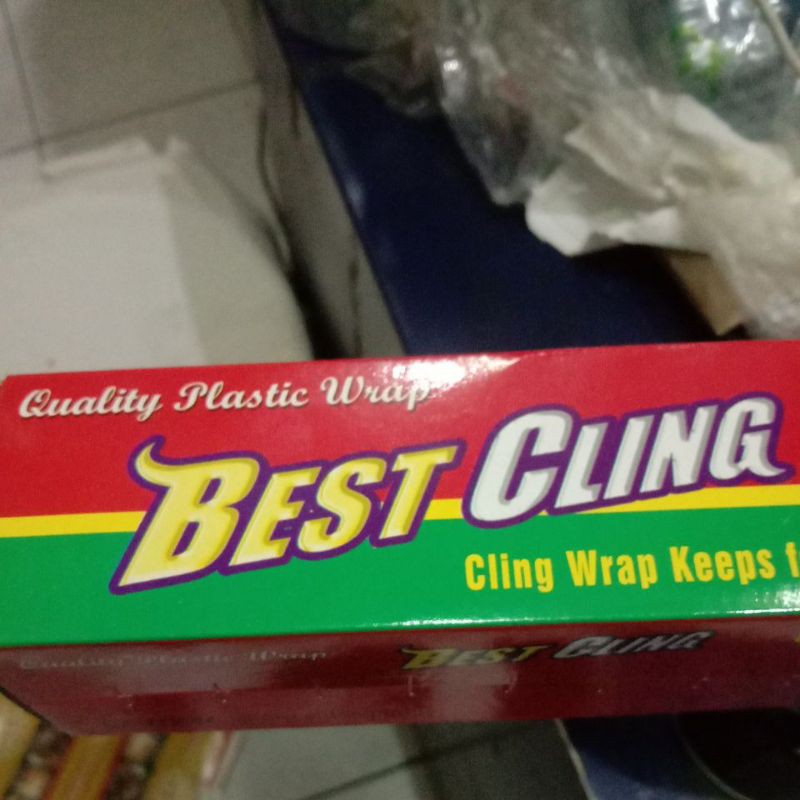 Quality Plastic Wrap
BEST CLING
Cling Wrap Keeps f
Quality Plastic Wrap
BEST CLING